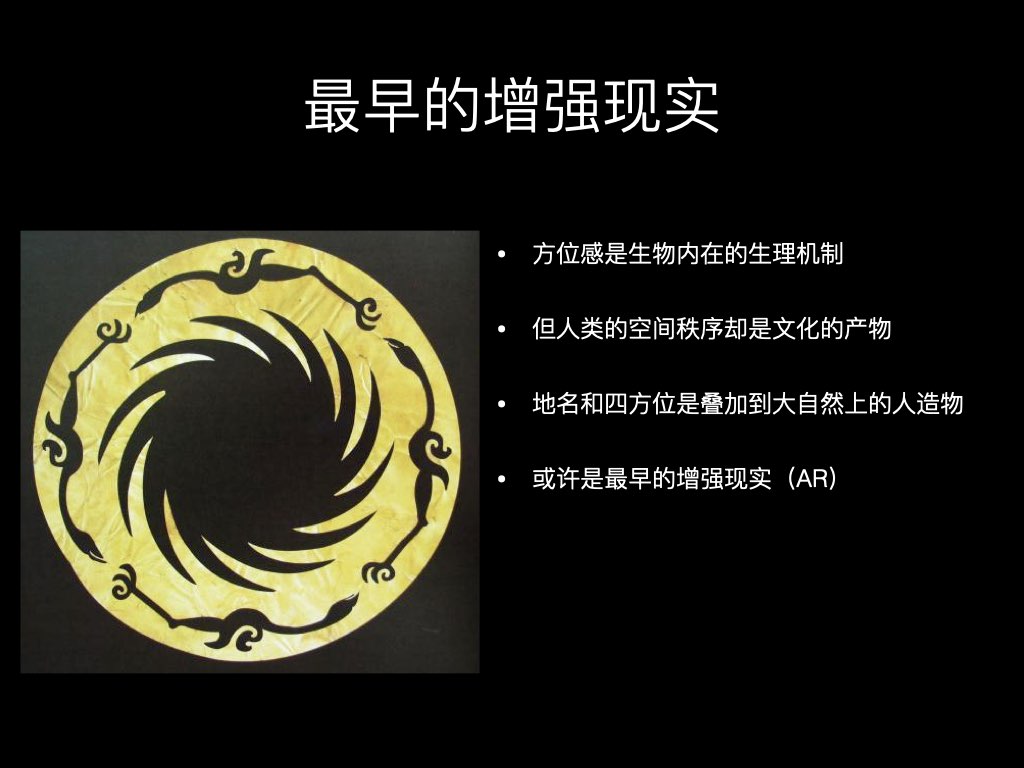 最早的增强现实
• 方位感是生物内在的生理机制
• 但人类的空间秩序却是文化的产物
• 地名和四方位是叠加到大自然上的人造物
• 或许是最早的增强现实（AR）